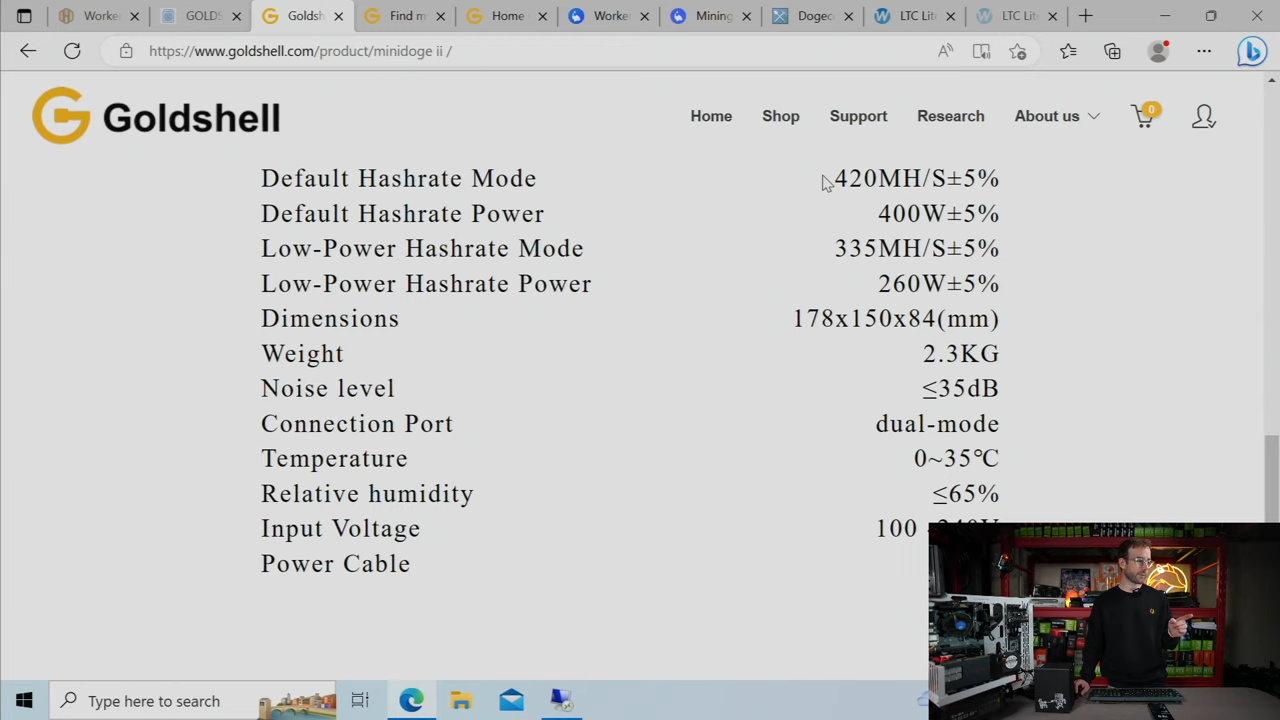 Worker
GOLDS
Goldsh
Find m
Home
Worke
Mining
Dogec
LTC Lit
LTC Lit
https://www.goldshell.com/product/minidoge ii /
Goldshell
Home
Shop
Support
Research
About us
0
Default Hashrate Mode 420MH/S±5%
Default Hashrate Power 400W±5%
Low-Power Hashrate Mode 335MH/S±5%
Low-Power Hashrate Power 260W±5%
Dimensions 178x150x84(mm)
Weight 2.3KG
Noise level ≤35dB
Connection Port dual-mode
Temperature 0~35℃
Relative humidity ≤65%
Input Voltage 100
Power Cable
Type here to search